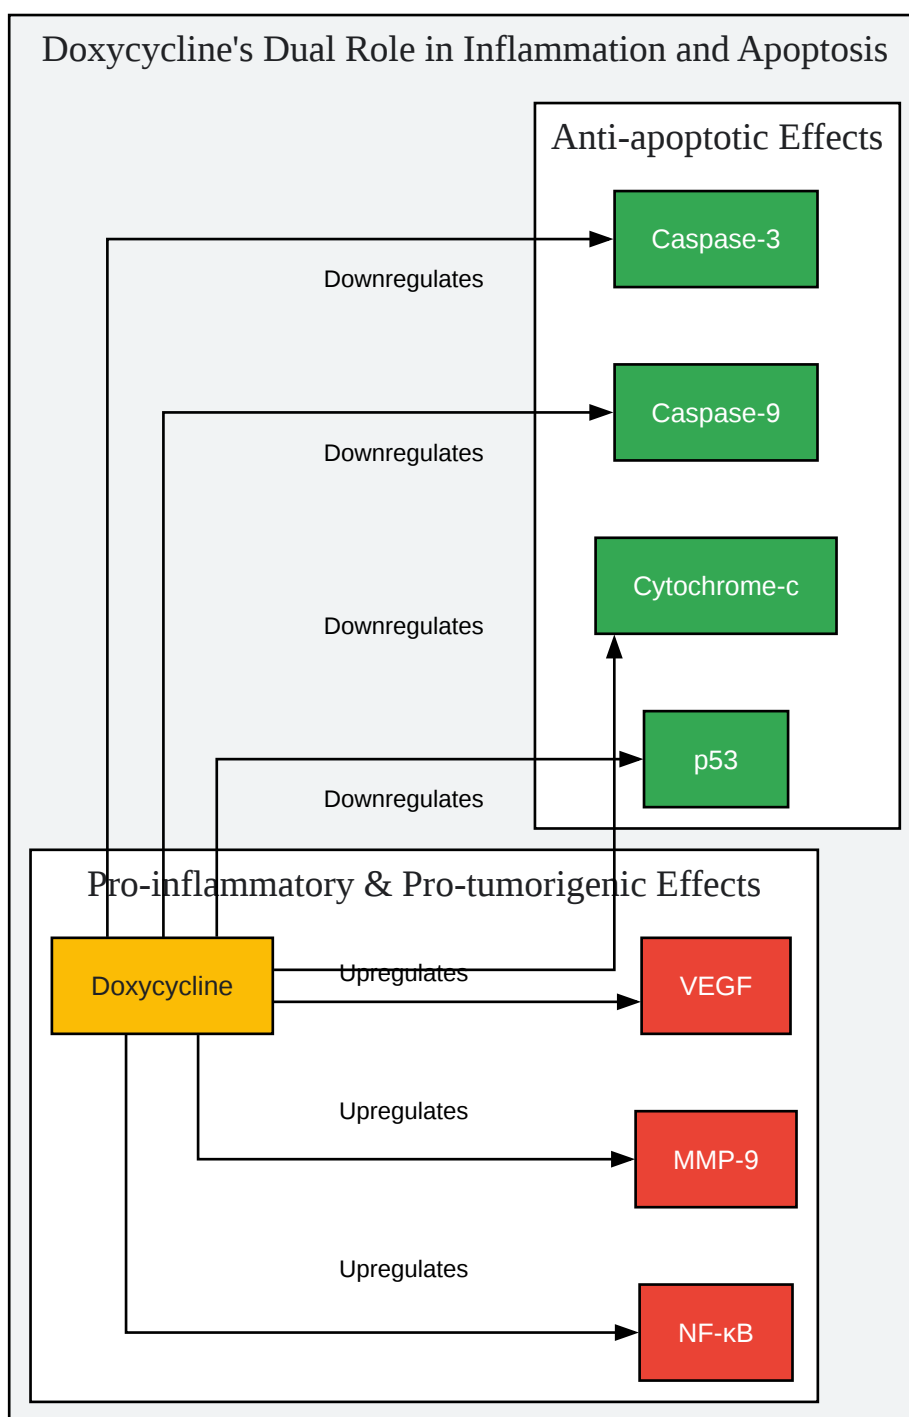 Doxycycline's Dual Role in Inflammation and Apoptosis
Anti-apoptotic Effects
Caspase-3
Downregulates
Caspase-9
Downregulates
Cytochrome-c
Downregulates
p53
Downregulates
Pro-inflammatory & Pro-tumorigenic Effects
Doxycycline
Upregulates
VEGF
Upregulates
MMP-9
Upregulates
NF-κB